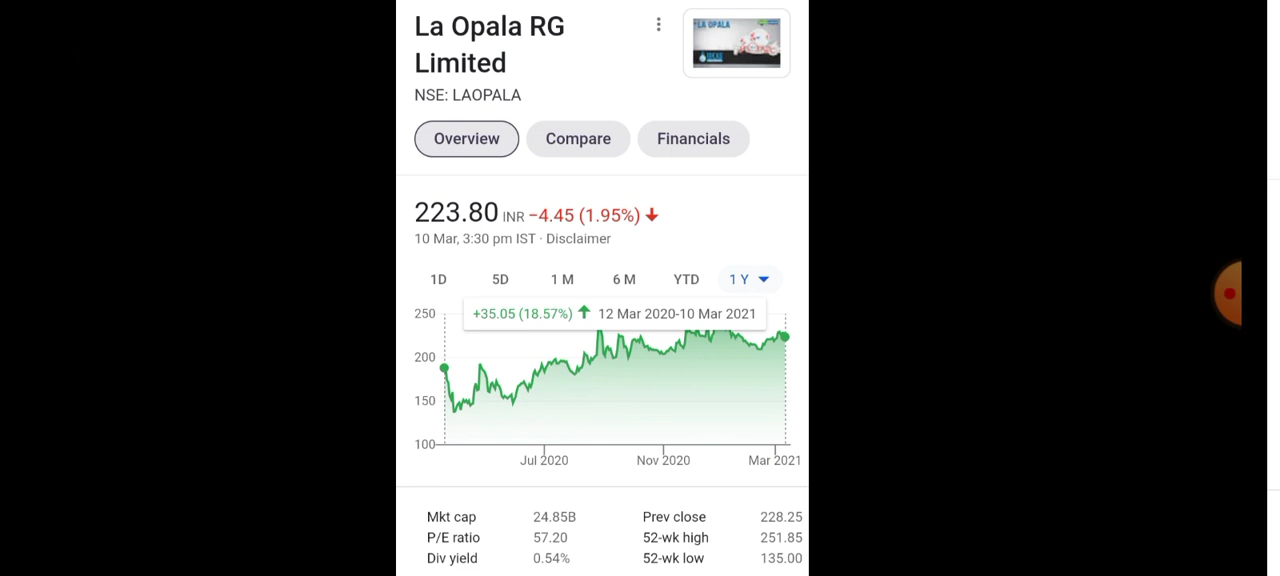 La Opala RG
Limited
LA OPALA
NSE: LAOPALA
Overview Compare Financials
223.80 INR −4.45 (1.95%)
10 Mar, 3:30 pm IST · Disclaimer
1D 5D 1 M 6 M YTD 1 Y
+35.05 (18.57%) 12 Mar 2020-10 Mar 2021
250
200
150
100
Jul 2020 Nov 2020 Mar 2021
Mkt cap 24.85B Prev close 228.25
P/E ratio 57.20 52-wk high 251.85
Div yield 0.54% 52-wk low 135.00